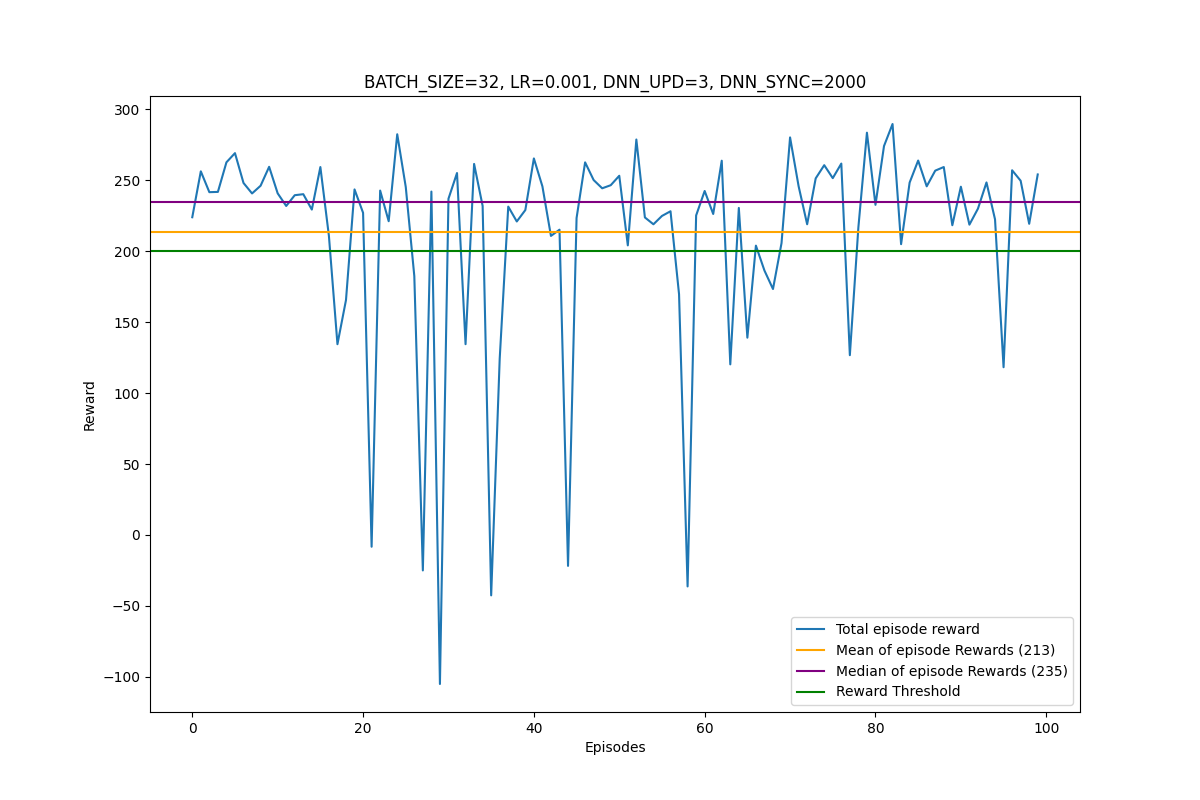 BATCH_SIZE=32, LR=0.001, DNN_UPD=3, DNN_SYNC=2000
300
250
200
150
100
50
0
−50
−100
Reward
Total episode reward
Mean of episode Rewards (213)
Median of episode Rewards (235)
Reward Threshold
0 20 40 60 80 100
Episodes